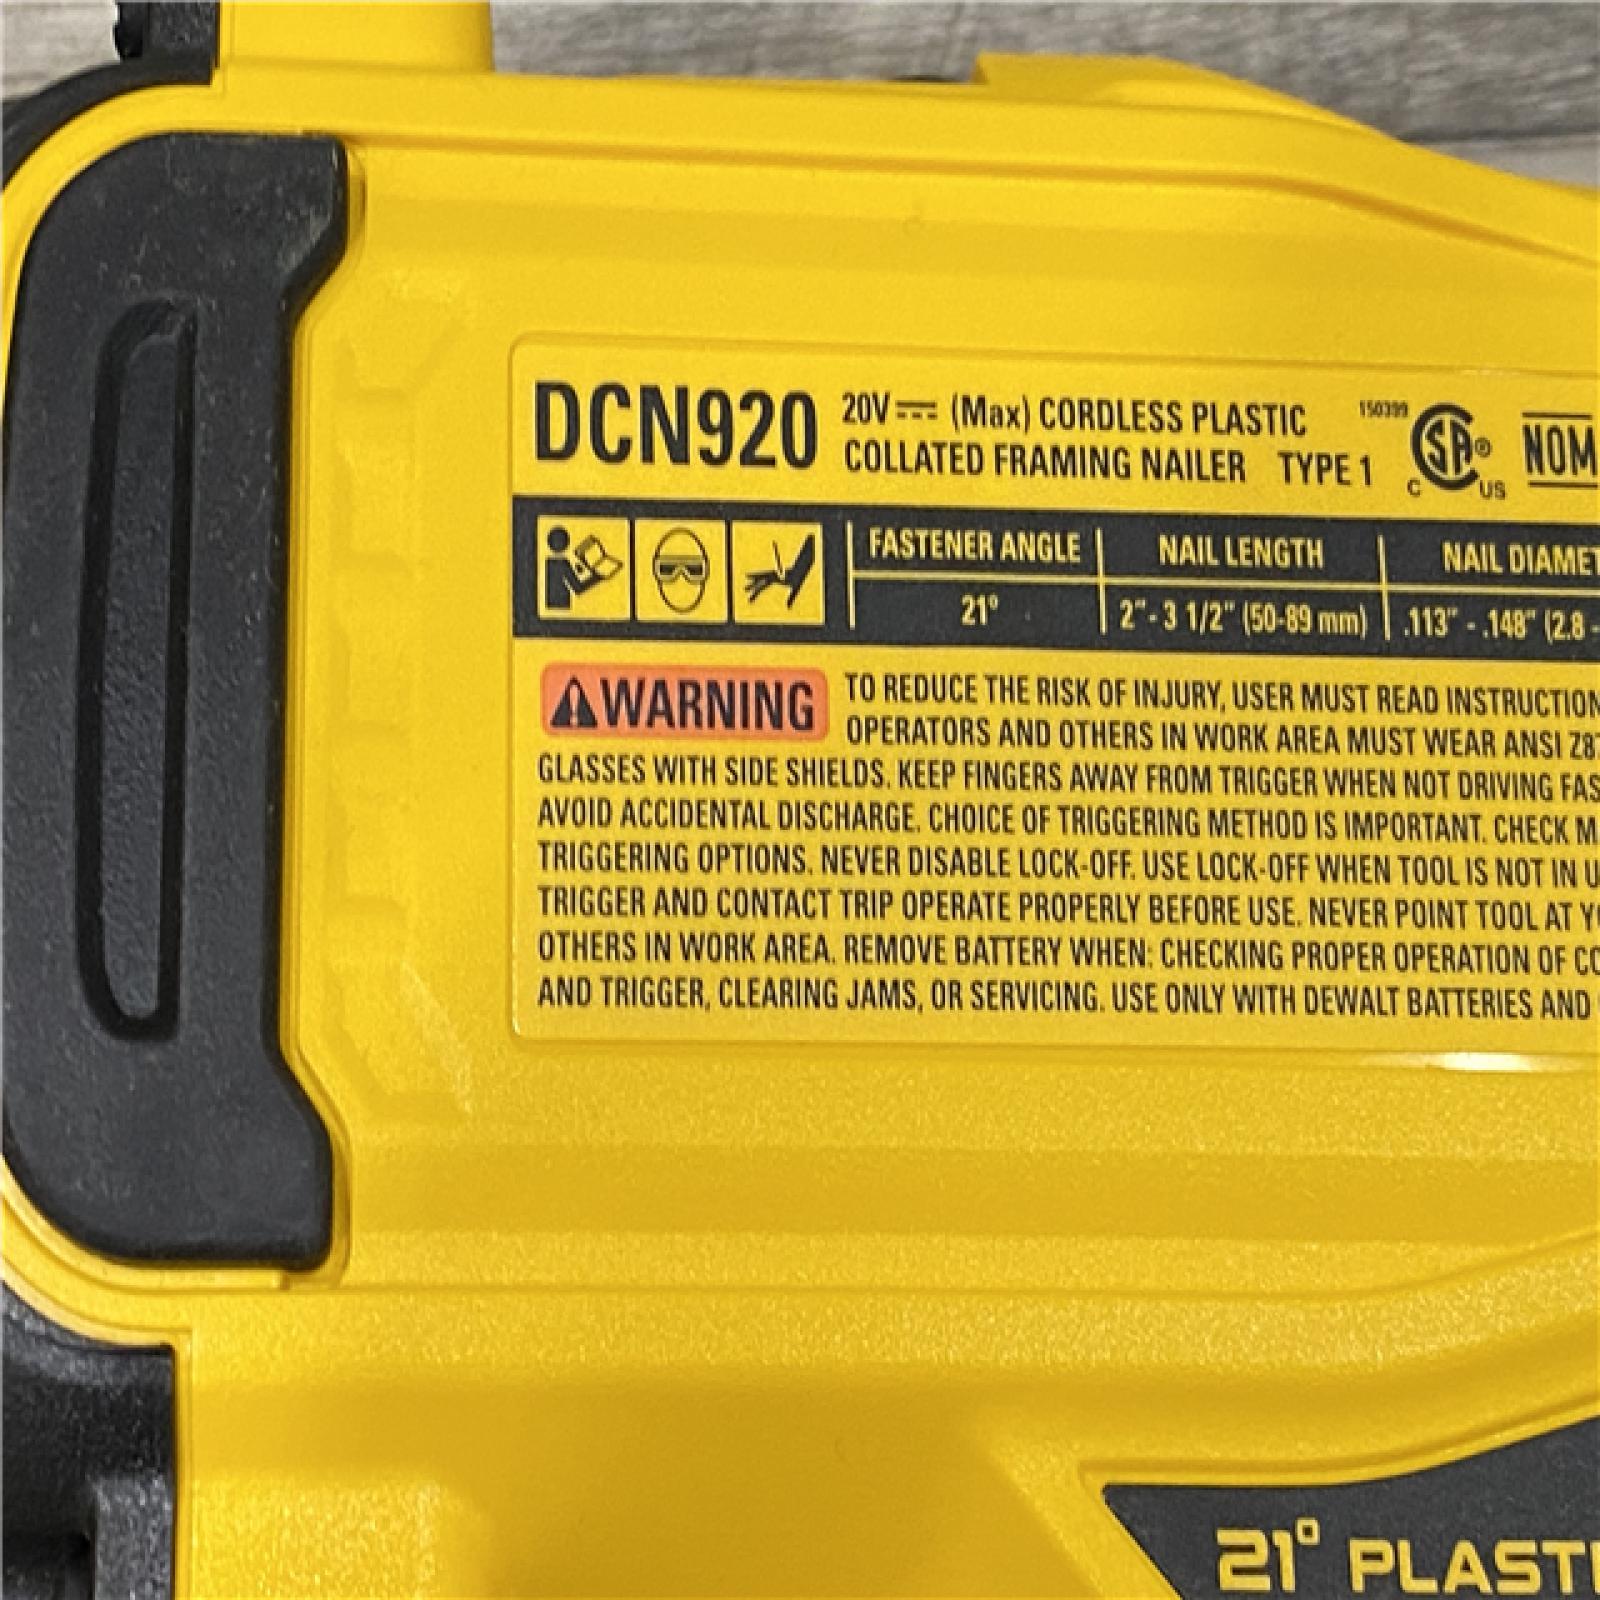 DCN920 20V (Max) CORDLESS PLASTIC
COLLATED FRAMING NAILER TYPE 1
150399
CSA®
C US
NOM
FASTENER ANGLE NAIL LENGTH NAIL
21° 2" - 3 1/2" (50-89 mm) .113" - .148" (2.8 -
WARNING TO REDUCE THE RISK OF INJURY, USER MUST READ
OPERATORS AND OTHERS IN WORK AREA MUST WEAR ANSI
GLASSES WITH SIDE SHIELDS. KEEP FINGERS AWAY FROM TRIGGER WHEN NOT DRIVING
AVOID ACCIDENTAL DISCHARGE. CHOICE OF TRIGGERING METHOD IS IMPORTANT. CHECK
TRIGGERING OPTIONS. NEVER DISABLE LOCK-OFF. USE LOCK-OFF WHEN TOOL IS NOT IN
TRIGGER AND CONTACT TRIP OPERATE PROPERLY BEFORE USE. NEVER POINT TOOL AT
OTHERS IN WORK AREA. REMOVE BATTERY WHEN: CHECKING PROPER OPERATION OF
AND TRIGGER, CLEARING JAMS, OR SERVICING. USE ONLY WITH DEWALT BATTERIES AND
21°